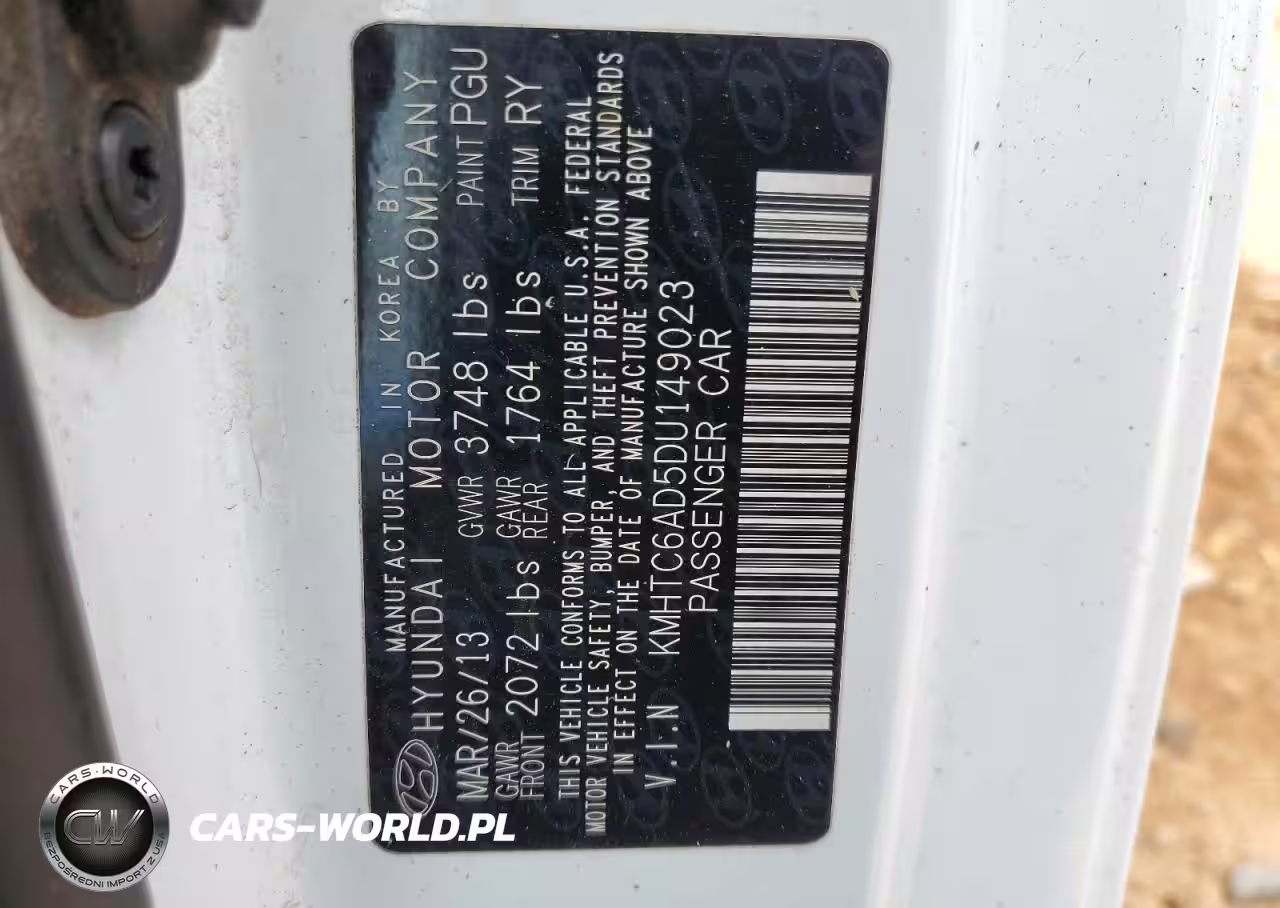 MANUFACTURED IN KOREA BY
HYUNDAI MOTOR COMPANY
MAR/26/13 GVWR 3748 lbs PAINT PGU
GAWR FRONT 2072 lbs GAWR REAR 1764 lbs TRIM RY
THIS VEHICLE CONFORMS TO ALL APPLICABLE U.S.A. FEDERAL
MOTOR VEHICLE SAFETY, BUMPER, AND THEFT PREVENTION STANDARDS
IN EFFECT ON THE DATE OF MANUFACTURE SHOWN ABOVE
V.I.N KMHTC6AD5DU149023
PASSENGER CAR
CARS-WORLD
CW
BEZPOŚREDNI IMPORT Z USA
CARS-WORLD.PL